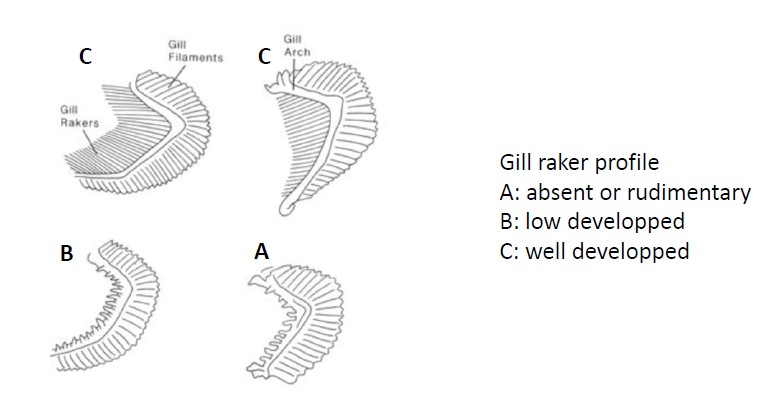 C
Gill
Filaments
Gill
Rakers
C
Gill
Arch
B
A
Gill raker profile
A: absent or rudimentary
B: low developped
C: well developped